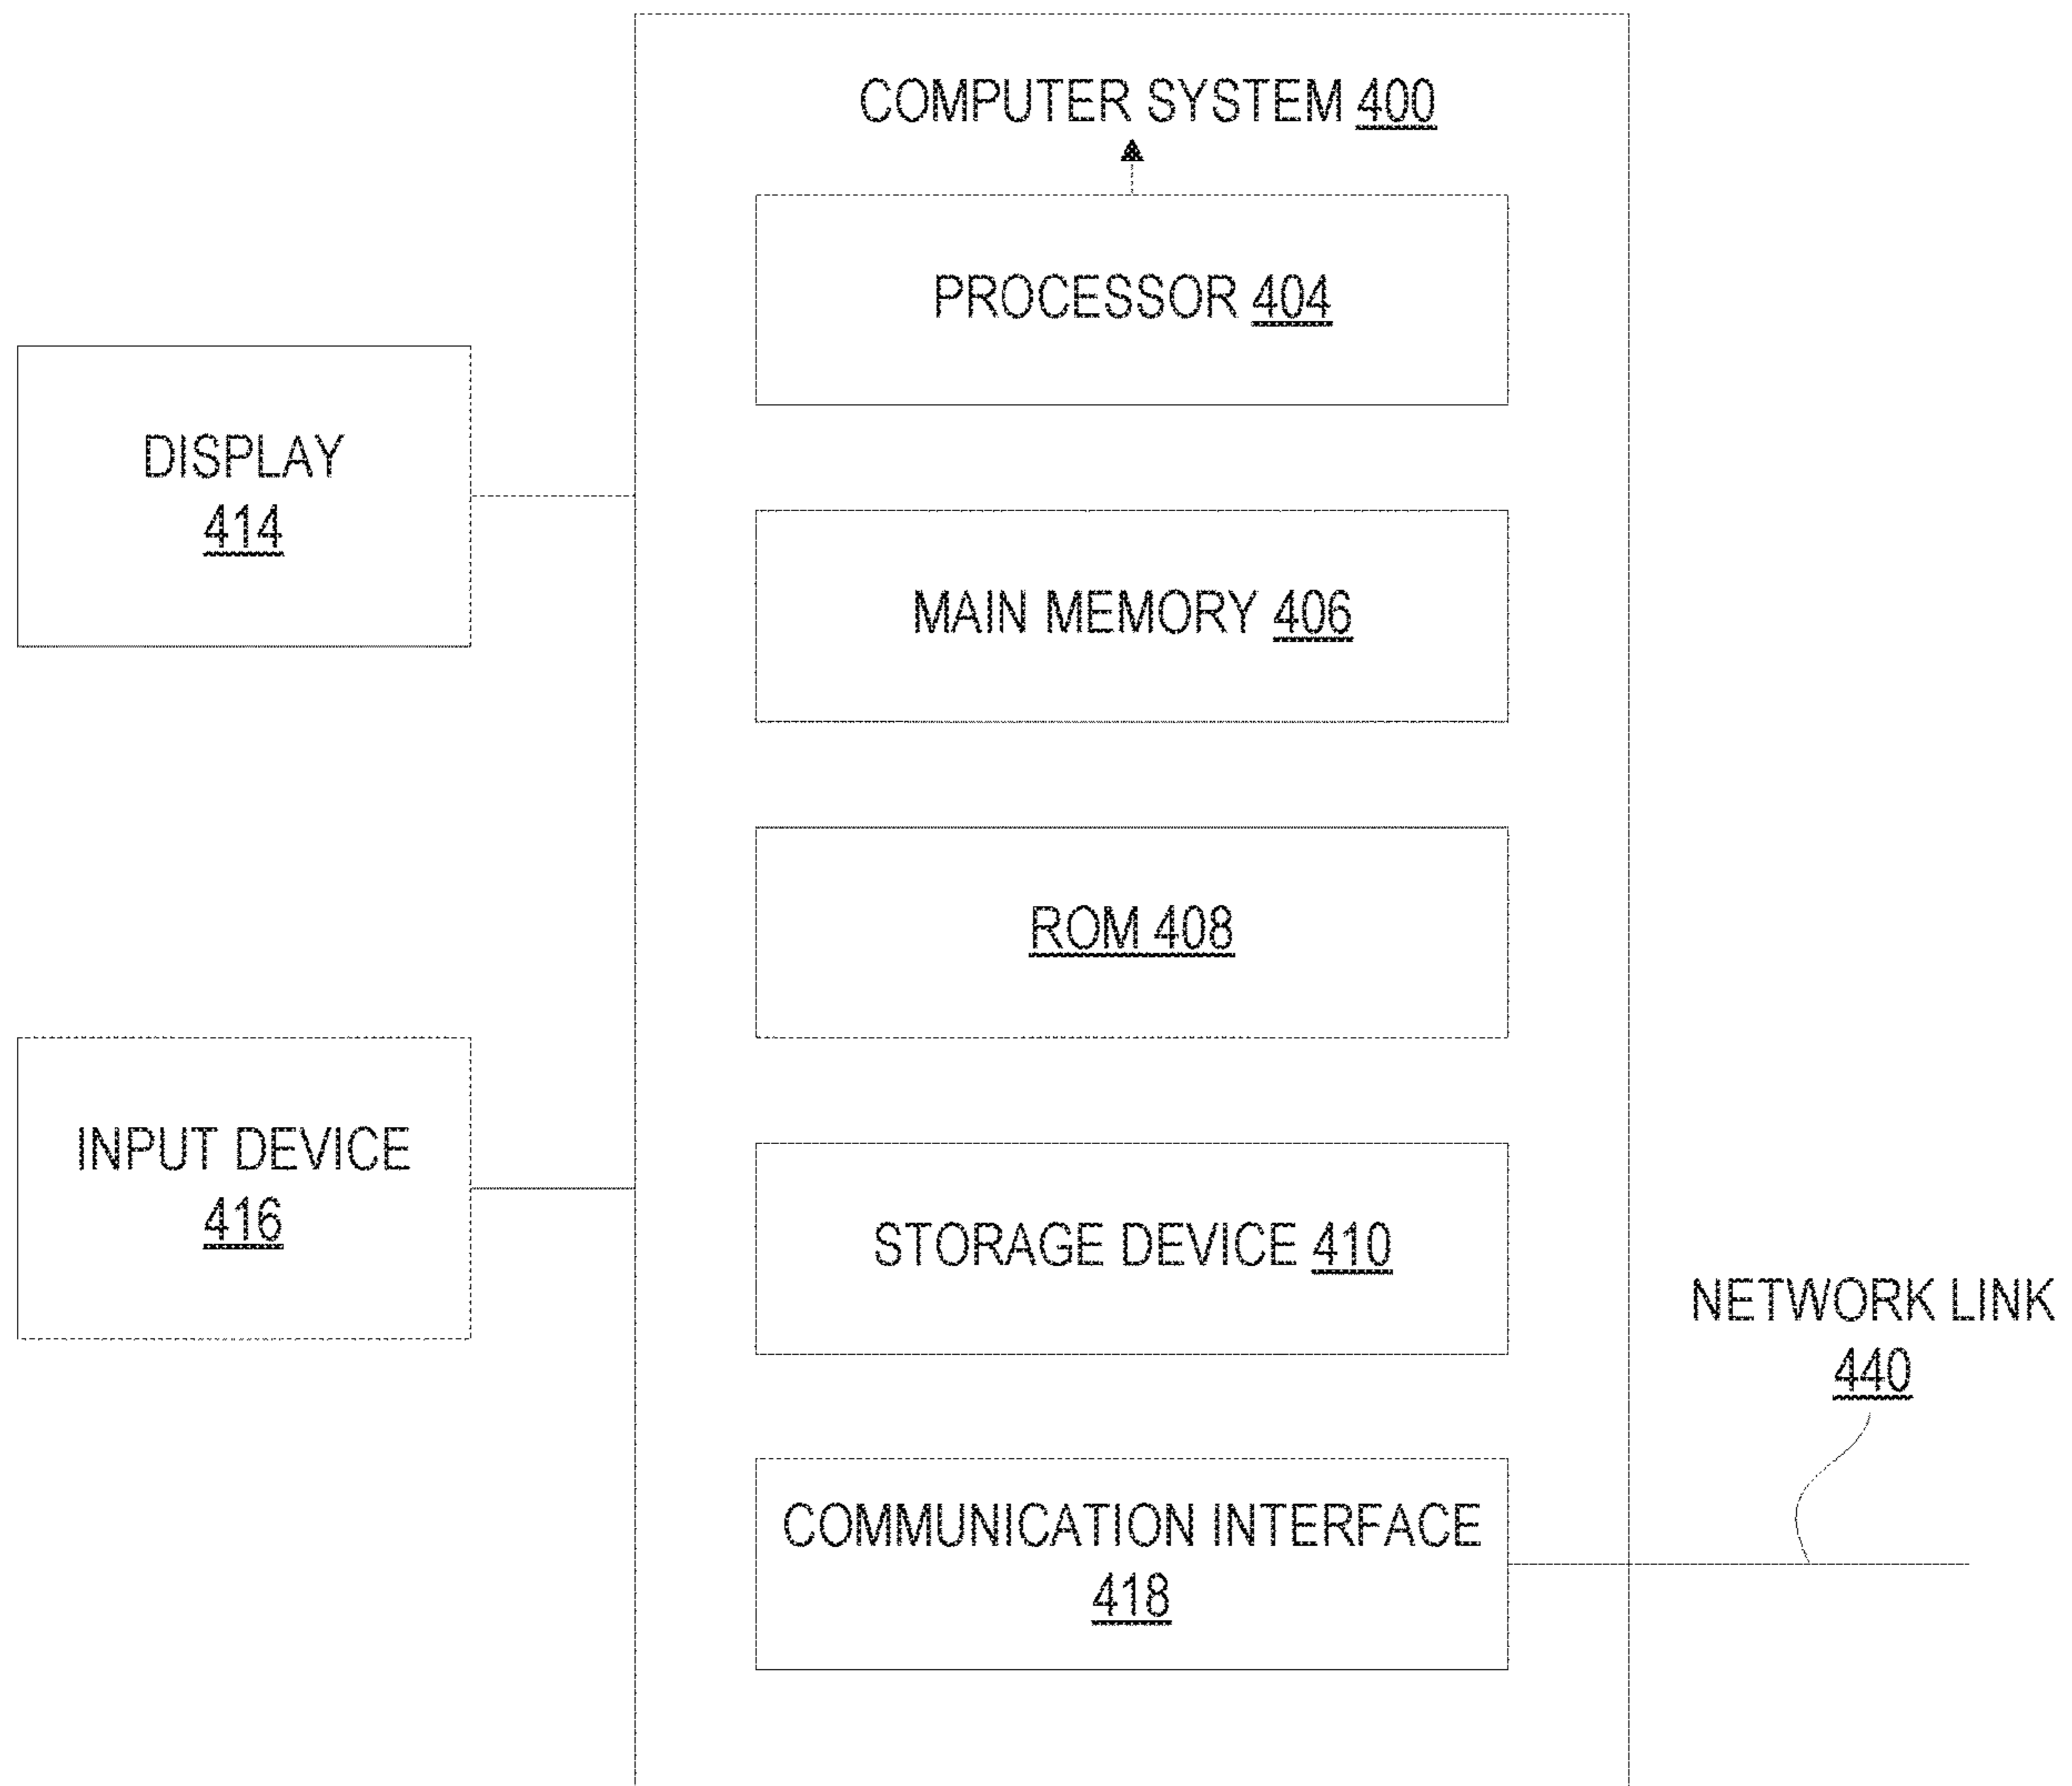 COMPUTER SYSTEM 400
PROCESSOR 404
DISPLAY
414
MAIN MEMORY 406
ROM 408
INPUT DEVICE
416
STORAGE DEVICE 410
NETWORK LINK
440
COMMUNICATION INTERFACE
418